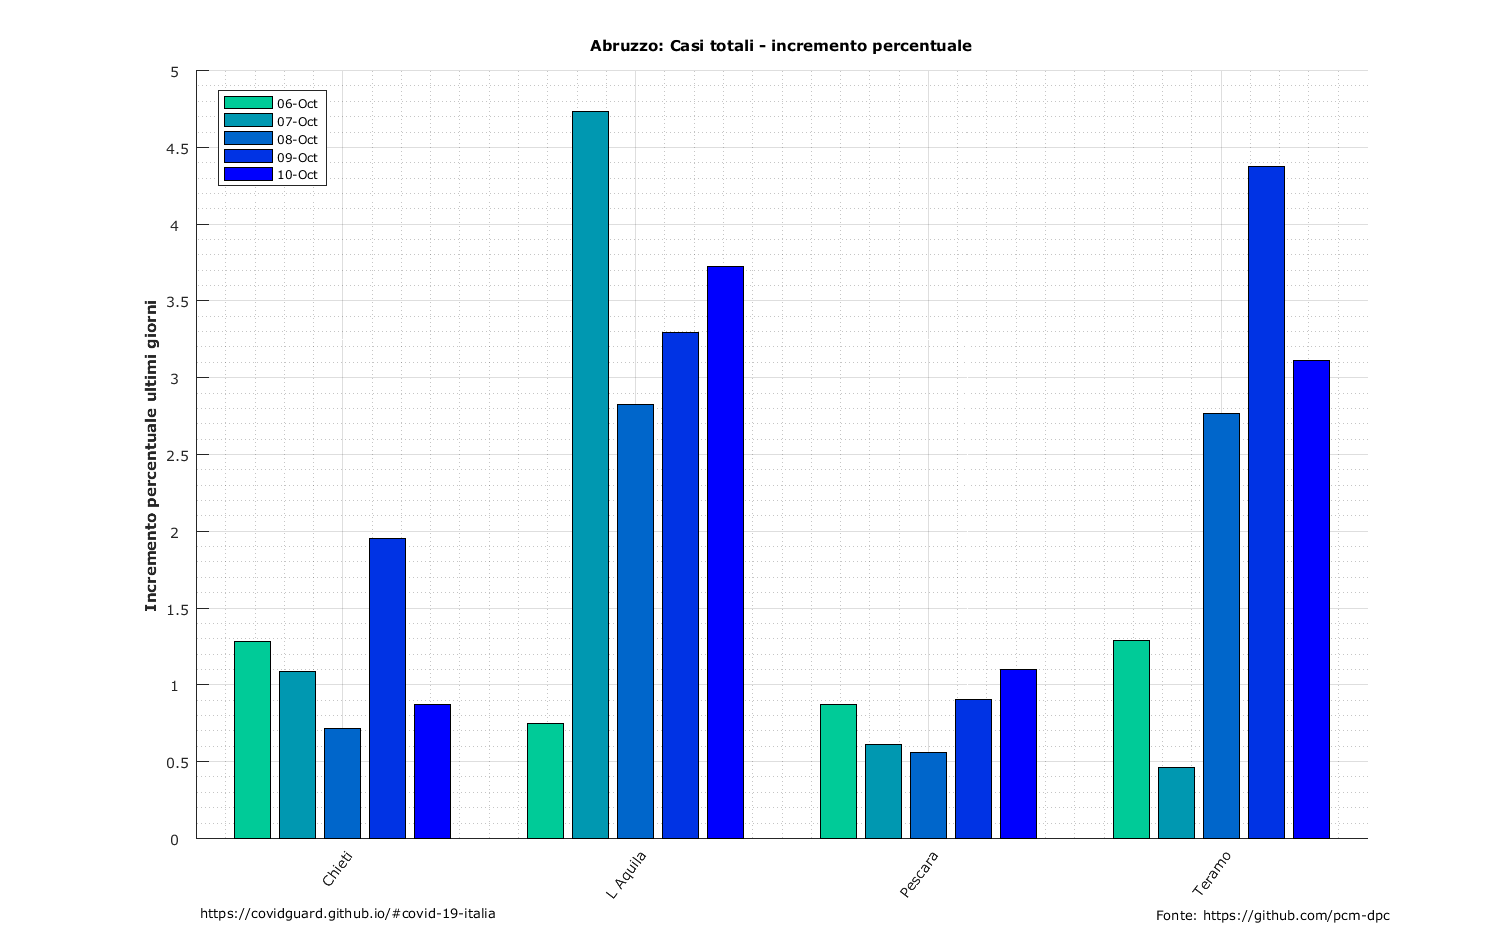 Abruzzo: Casi totali - incremento percentuale
06-Oct
07-Oct
08-Oct
09-Oct
10-Oct
Incremento percentuale ultimi giorni
5
4.5
4
3.5
3
2.5
2
1.5
1
0.5
0
Chieti
L Aquila
Pescara
Teramo
https://covidguard.github.io/#covid-19-italia
Fonte: https://github.com/pcm-dpc